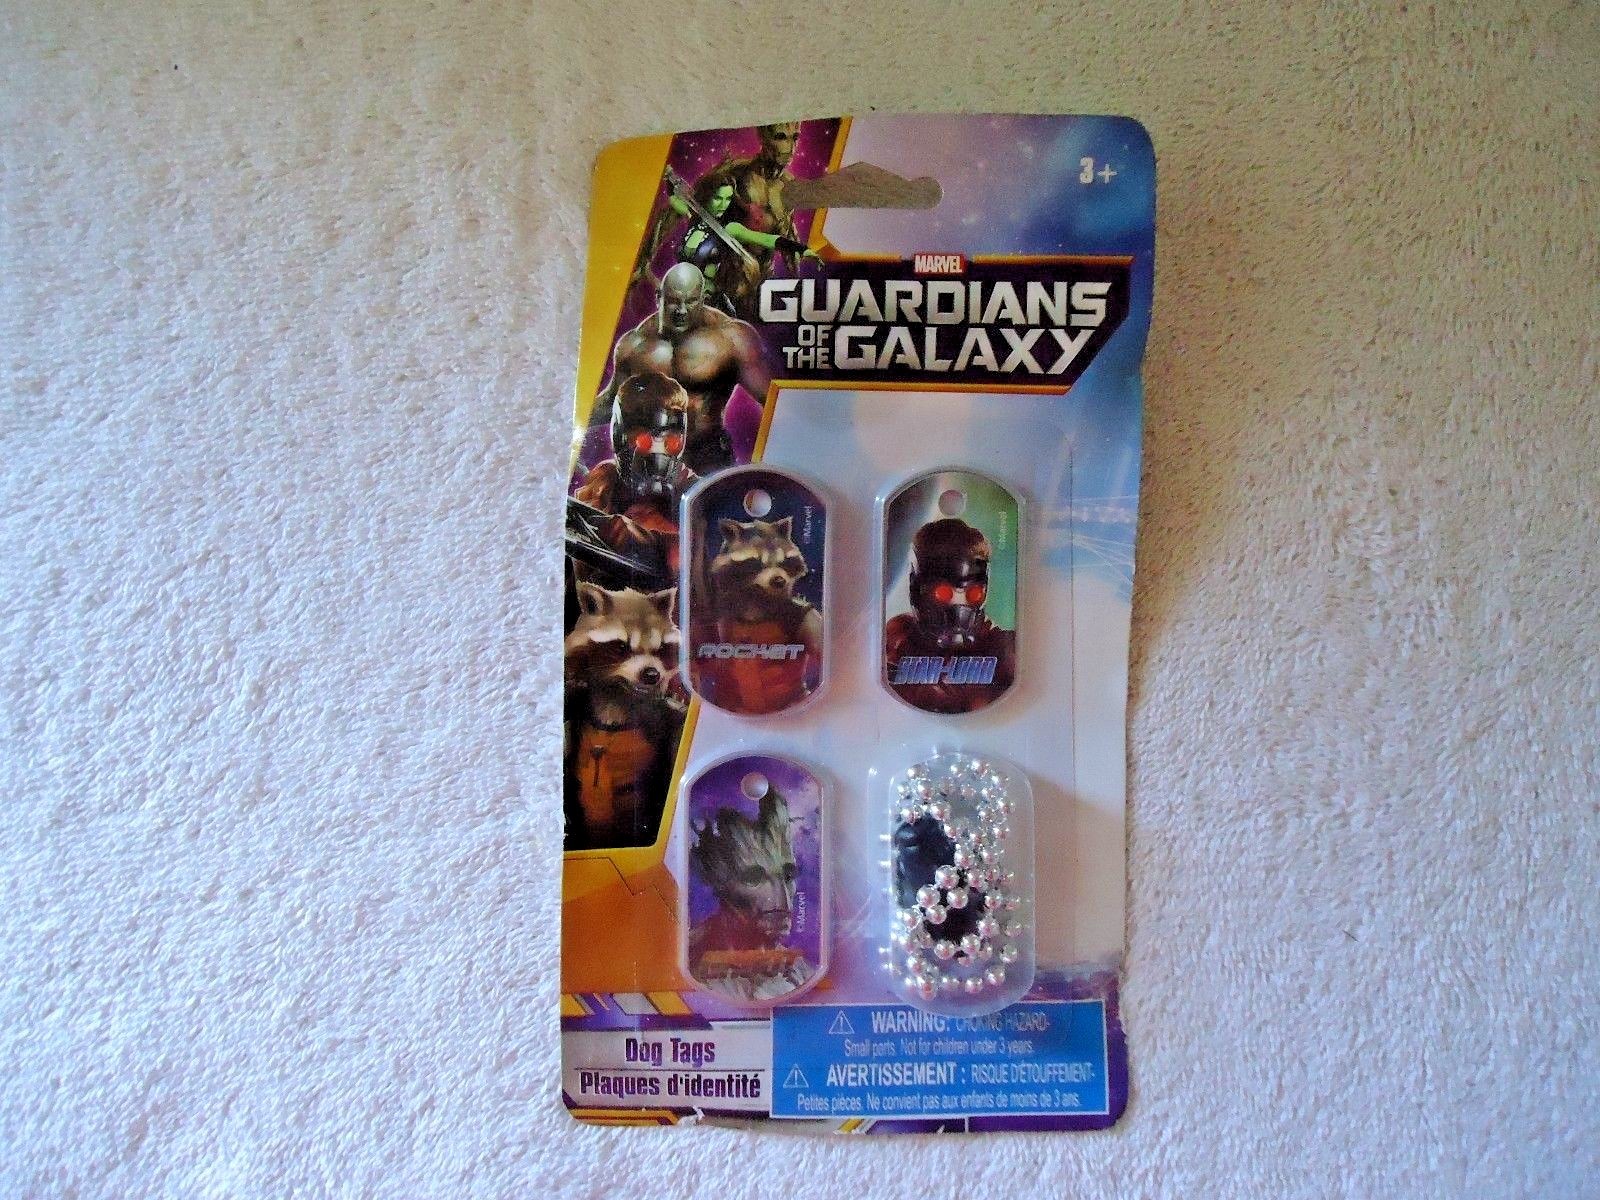 3+
MARVEL
GUARDIANS
OF THE GALAXY
©Marvel
ROCKET
©Marvel
STAR-LORD
©Marvel
Dog Tags
Plaques d'identité
WARNING: CHOKING HAZARD-
Small parts. Not for children under 3 years.
AVERTISSEMENT : RISQUE D'ÉTOUFFEMENT-
Petites pièces. Ne convient pas aux enfants de moins de 3 ans.